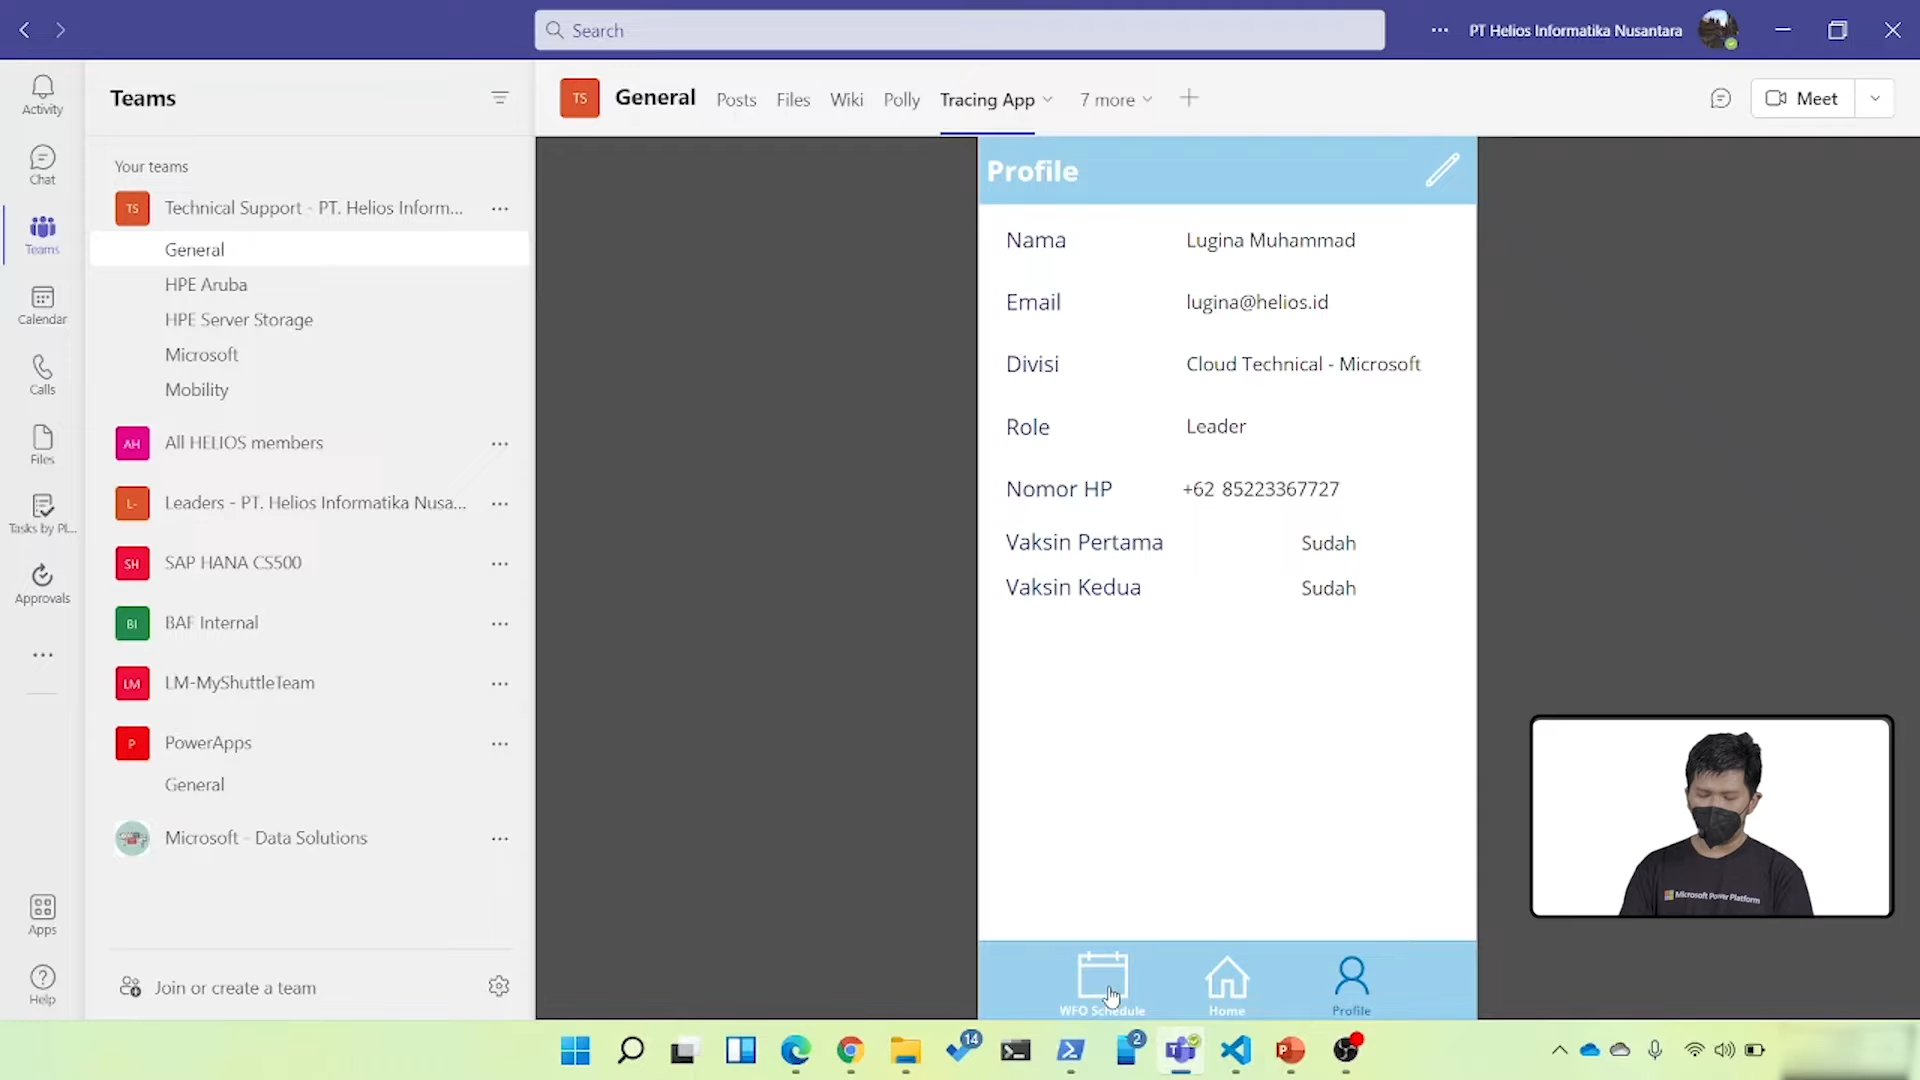 Search
PT Helios Informatika Nusantara
Activity
Chat
Teams
Calendar
Calls
Files
Tasks by Pl...
Approvals
Apps
Help
Teams
Your teams
TS Technical Support - PT. Helios Inform...
General
HPE Aruba
HPE Server Storage
Microsoft
Mobility
AH All HELIOS members
L- Leaders - PT. Helios Informatika Nusa...
SH SAP HANA CS500
BI BAF Internal
LM LM-MyShuttleTeam
P PowerApps
General
Microsoft - Data Solutions
Join or create a team
TS General Posts Files Wiki Polly Tracing App 7 more
Meet
Profile
Nama Lugina Muhammad
Email lugina@helios.id
Divisi Cloud Technical - Microsoft
Role Leader
Nomor HP +62 85223367727
Vaksin Pertama Sudah
Vaksin Kedua Sudah
WFO Schedule Home Profile
Microsoft Power Platform
14
2